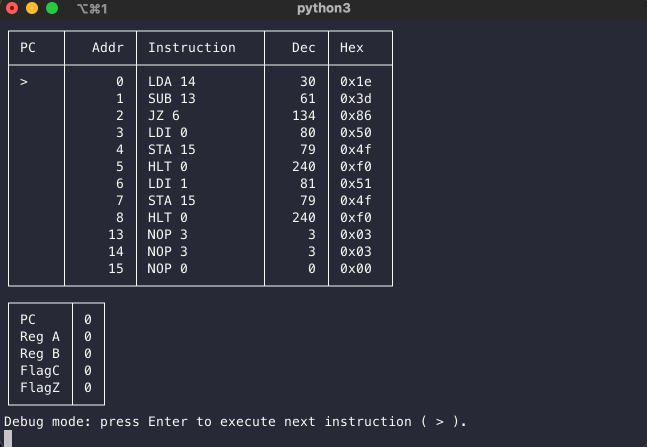 ⌥⌘1 python3
PC Addr Instruction Dec Hex
> 0 LDA 14 30 0x1e
1 SUB 13 61 0x3d
2 JZ 6 134 0x86
3 LDI 0 80 0x50
4 STA 15 79 0x4f
5 HLT 0 240 0xf0
6 LDI 1 81 0x51
7 STA 15 79 0x4f
8 HLT 0 240 0xf0
13 NOP 3 3 0x03
14 NOP 3 3 0x03
15 NOP 0 0 0x00
PC 0
Reg A 0
Reg B 0
FlagC 0
FlagZ 0
Debug mode: press Enter to execute next instruction ( > ).